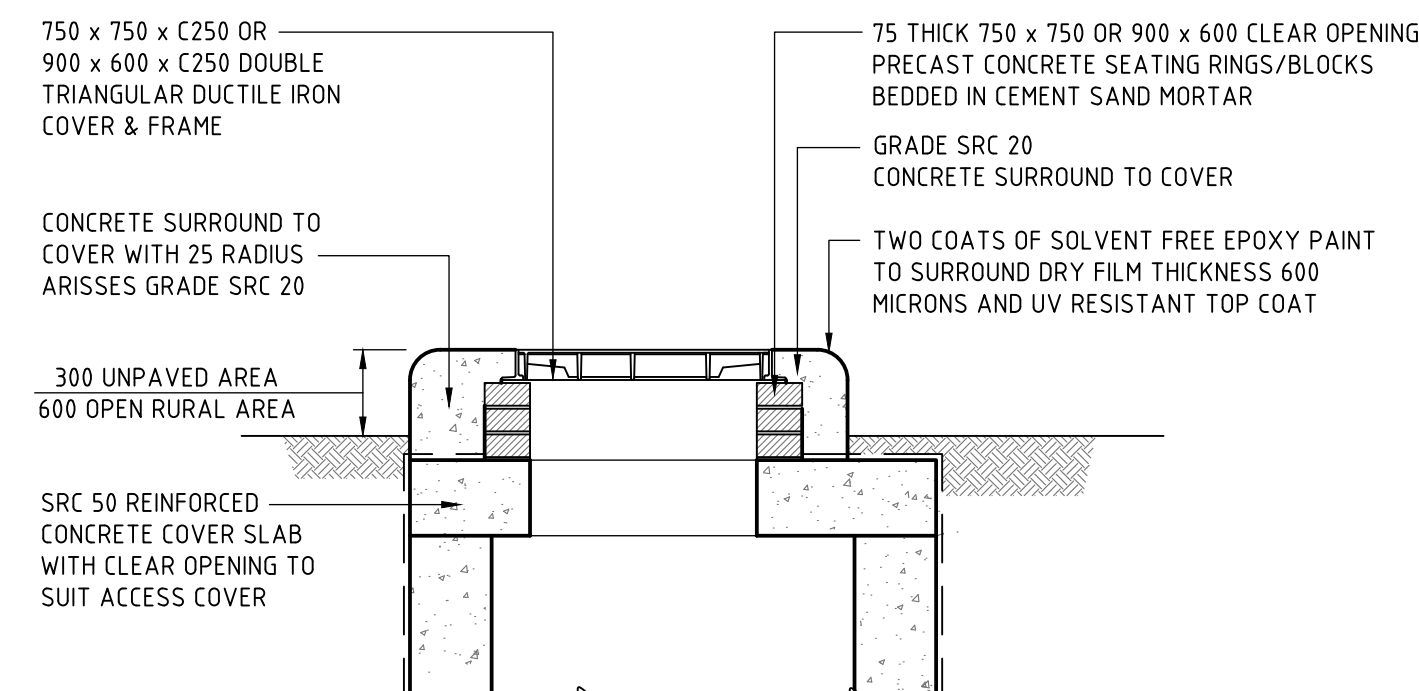 750 x 750 x C250 OR
900 x 600 x C250 DOUBLE
TRIANGULAR DUCTILE IRON
COVER & FRAME
CONCRETE SURROUND TO
COVER WITH 25 RADIUS
ARISSES GRADE SRC 20
300 UNPAVED AREA
600 OPEN RURAL AREA
SRC 50 REINFORCED
CONCRETE COVER SLAB
WITH CLEAR OPENING TO
SUIT ACCESS COVER
75 THICK 750 x 750 OR 900 x 600 CLEAR OPENING
PRECAST CONCRETE SEATING RINGS/BLOCKS
BEDDED IN CEMENT SAND MORTAR
GRADE SRC 20
CONCRETE SURROUND TO COVER
TWO COATS OF SOLVENT FREE EPOXY PAINT
TO SURROUND DRY FILM THICKNESS 600
MICRONS AND UV RESISTANT TOP COAT